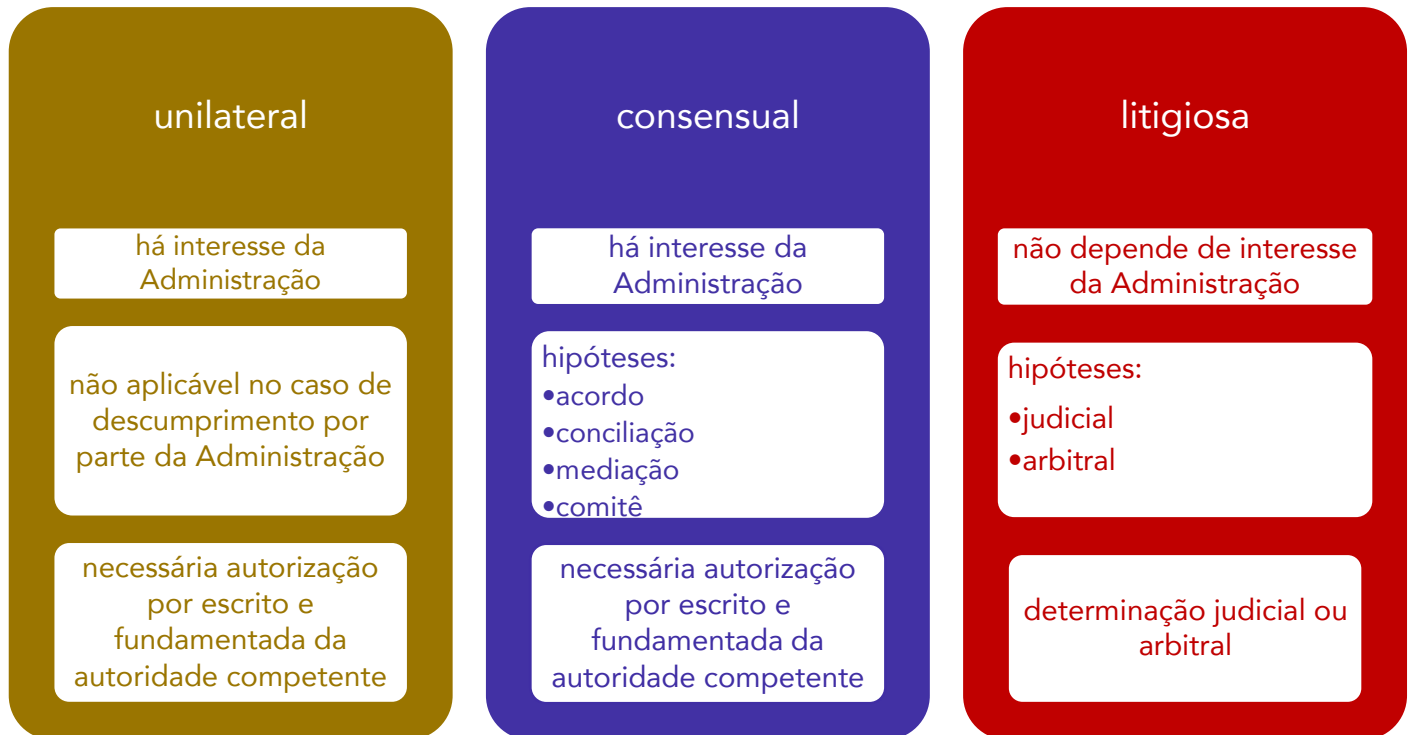 unilateral
há interesse da
Administração
não aplicável no caso de
descumprimento por
parte da Administração
necessária autorização
por escrito e
fundamentada da
autoridade competente
consensual
há interesse da
Administração
hipóteses:
•acordo
•conciliação
•mediação
•comitê
necessária autorização
por escrito e
fundamentada da
autoridade competente
litigiosa
não depende de interesse
da Administração
hipóteses:
•judicial
•arbitral
determinação judicial ou
arbitral